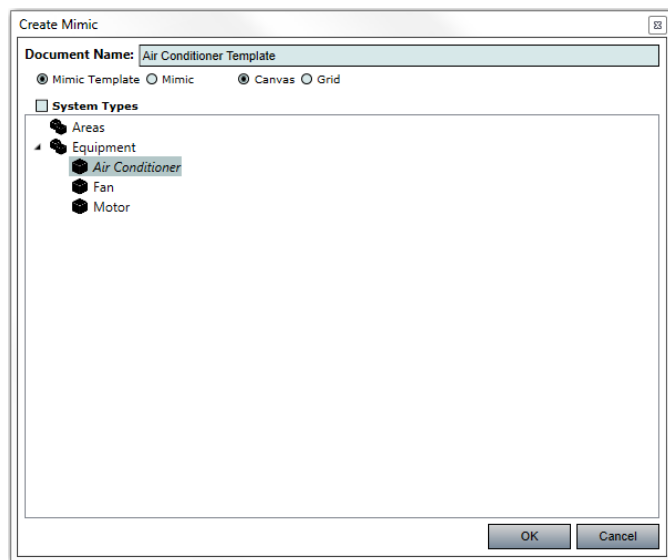 Create Mimic
Document Name: Air Conditioner Template
Mimic Template Mimic Canvas Grid
System Types
Areas
Equipment
Air Conditioner
Fan
Motor
OK Cancel